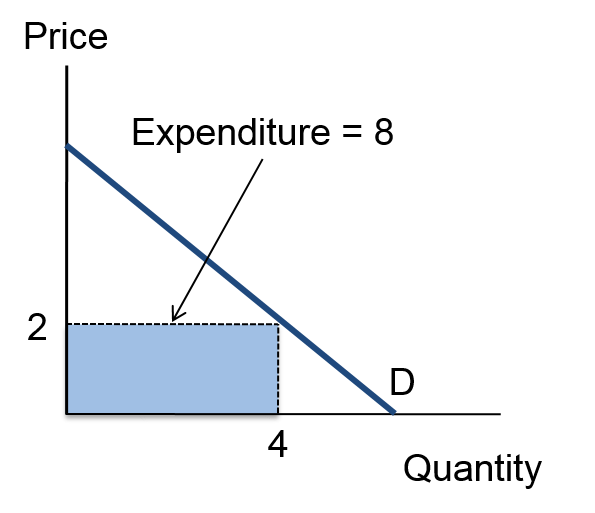 Price
Expenditure = 8
2
D
4
Quantity